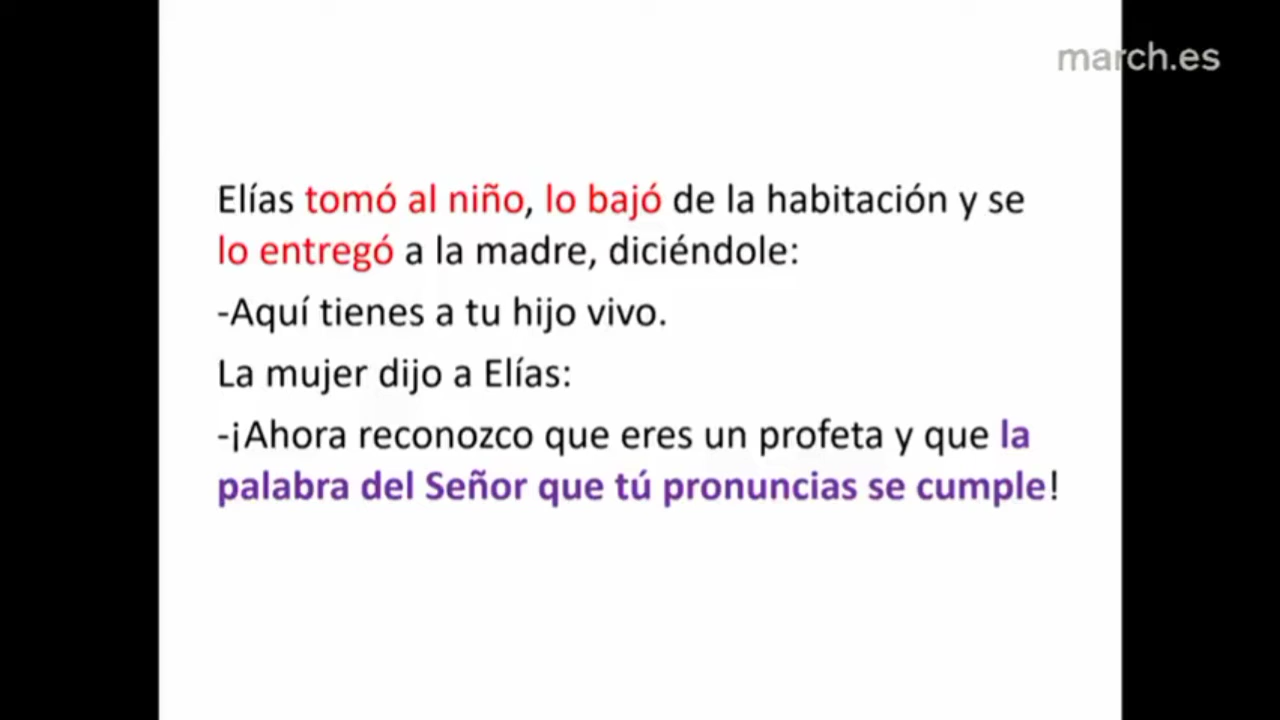 march.es
Elías tomó al niño, lo bajó de la habitación y se
lo entregó a la madre, diciéndole:
-Aquí tienes a tu hijo vivo.
La mujer dijo a Elías:
-¡Ahora reconozco que eres un profeta y que la
palabra del Señor que tú pronuncias se cumple!